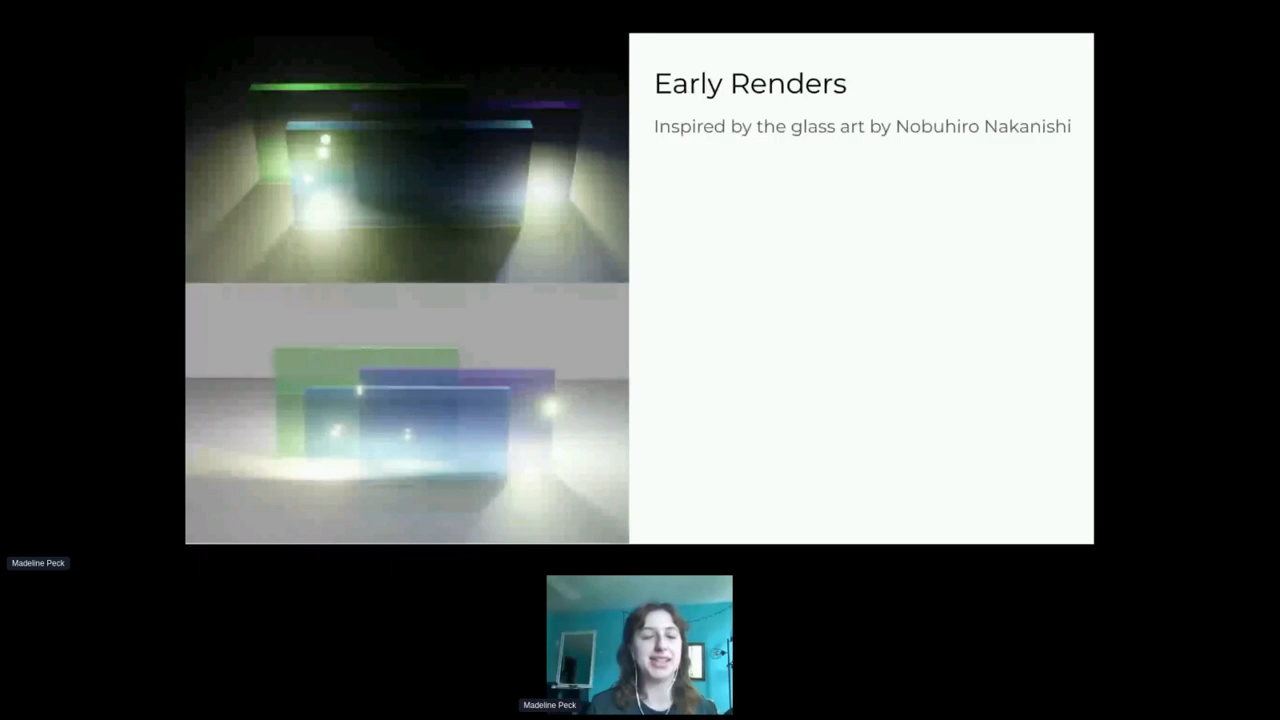 Early Renders
Inspired by the glass art by Nobuhiro Nakanishi
Madeline Peck
Madeline Peck